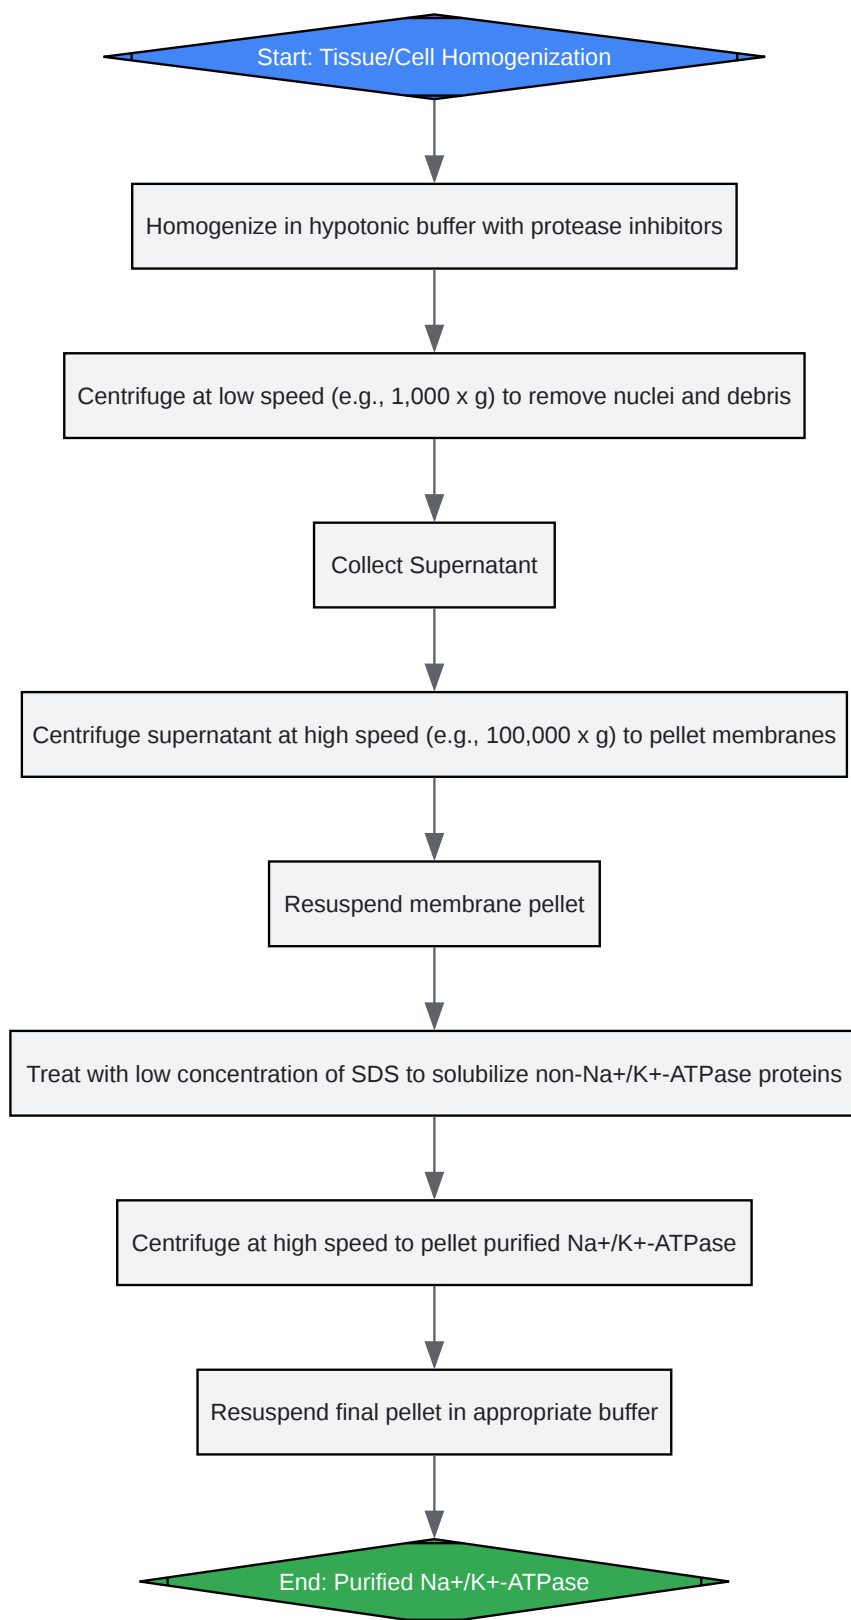 Start: Tissue/Cell Homogenization
Homogenize in hypotonic buffer with protease inhibitors
Centrifuge at low speed (e.g., 1,000 x g) to remove nuclei and debris
Collect Supernatant
Centrifuge supernatant at high speed (e.g., 100,000 x g) to pellet membranes
Resuspend membrane pellet
Treat with low concentration of SDS to solubilize non-Na+/K+-ATPase proteins
Centrifuge at high speed to pellet purified Na+/K+-ATPase
Resuspend final pellet in appropriate buffer
End: Purified Na+/K+-ATPase